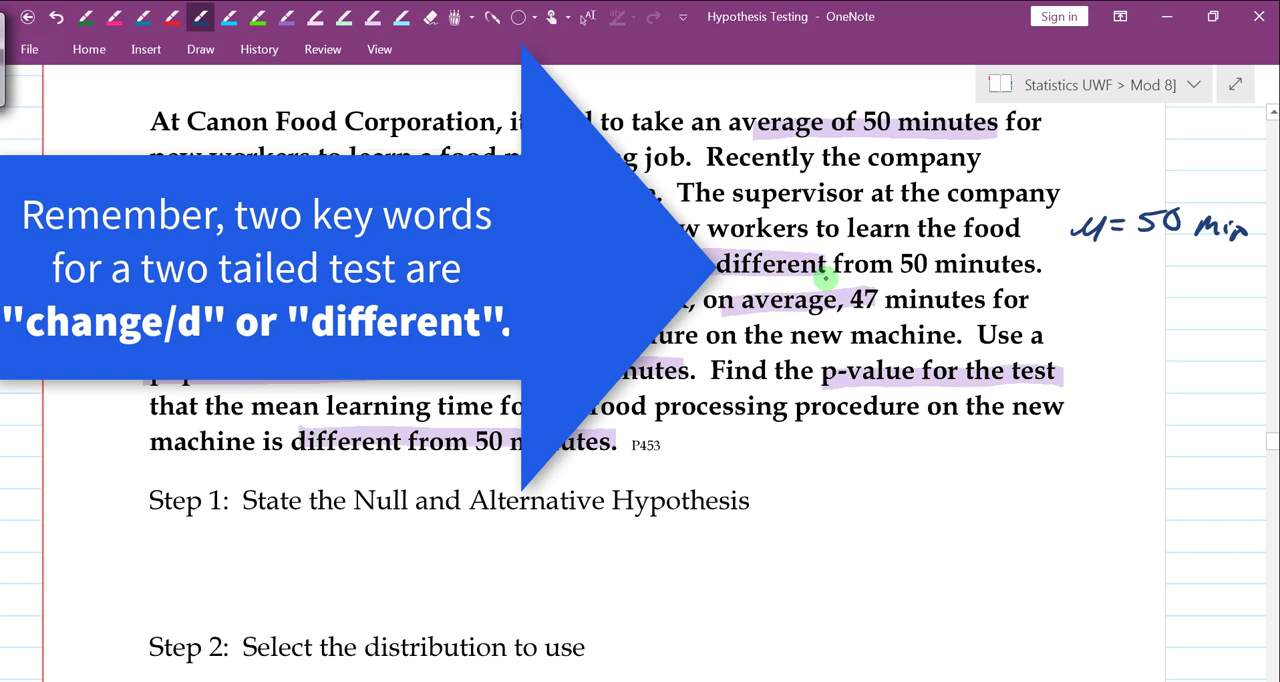 Hypothesis Testing - OneNote
Sign in
File Home Insert Draw History Review View
Statistics UWF > Mod 8]
At Canon Food Corporation, it to take an average of 50 minutes for
job. Recently the company
The supervisor at the company
workers to learn the food
different from 50 minutes.
on average, 47 minutes for
on the new machine. Use a
Find the p-value for the test
that the mean learning time food processing procedure on the new
machine is different from 50 minutes. P453
μ = 50 min
Remember, two key words
for a two tailed test are
"change/d" or "different".
Step 1: State the Null and Alternative Hypothesis
Step 2: Select the distribution to use